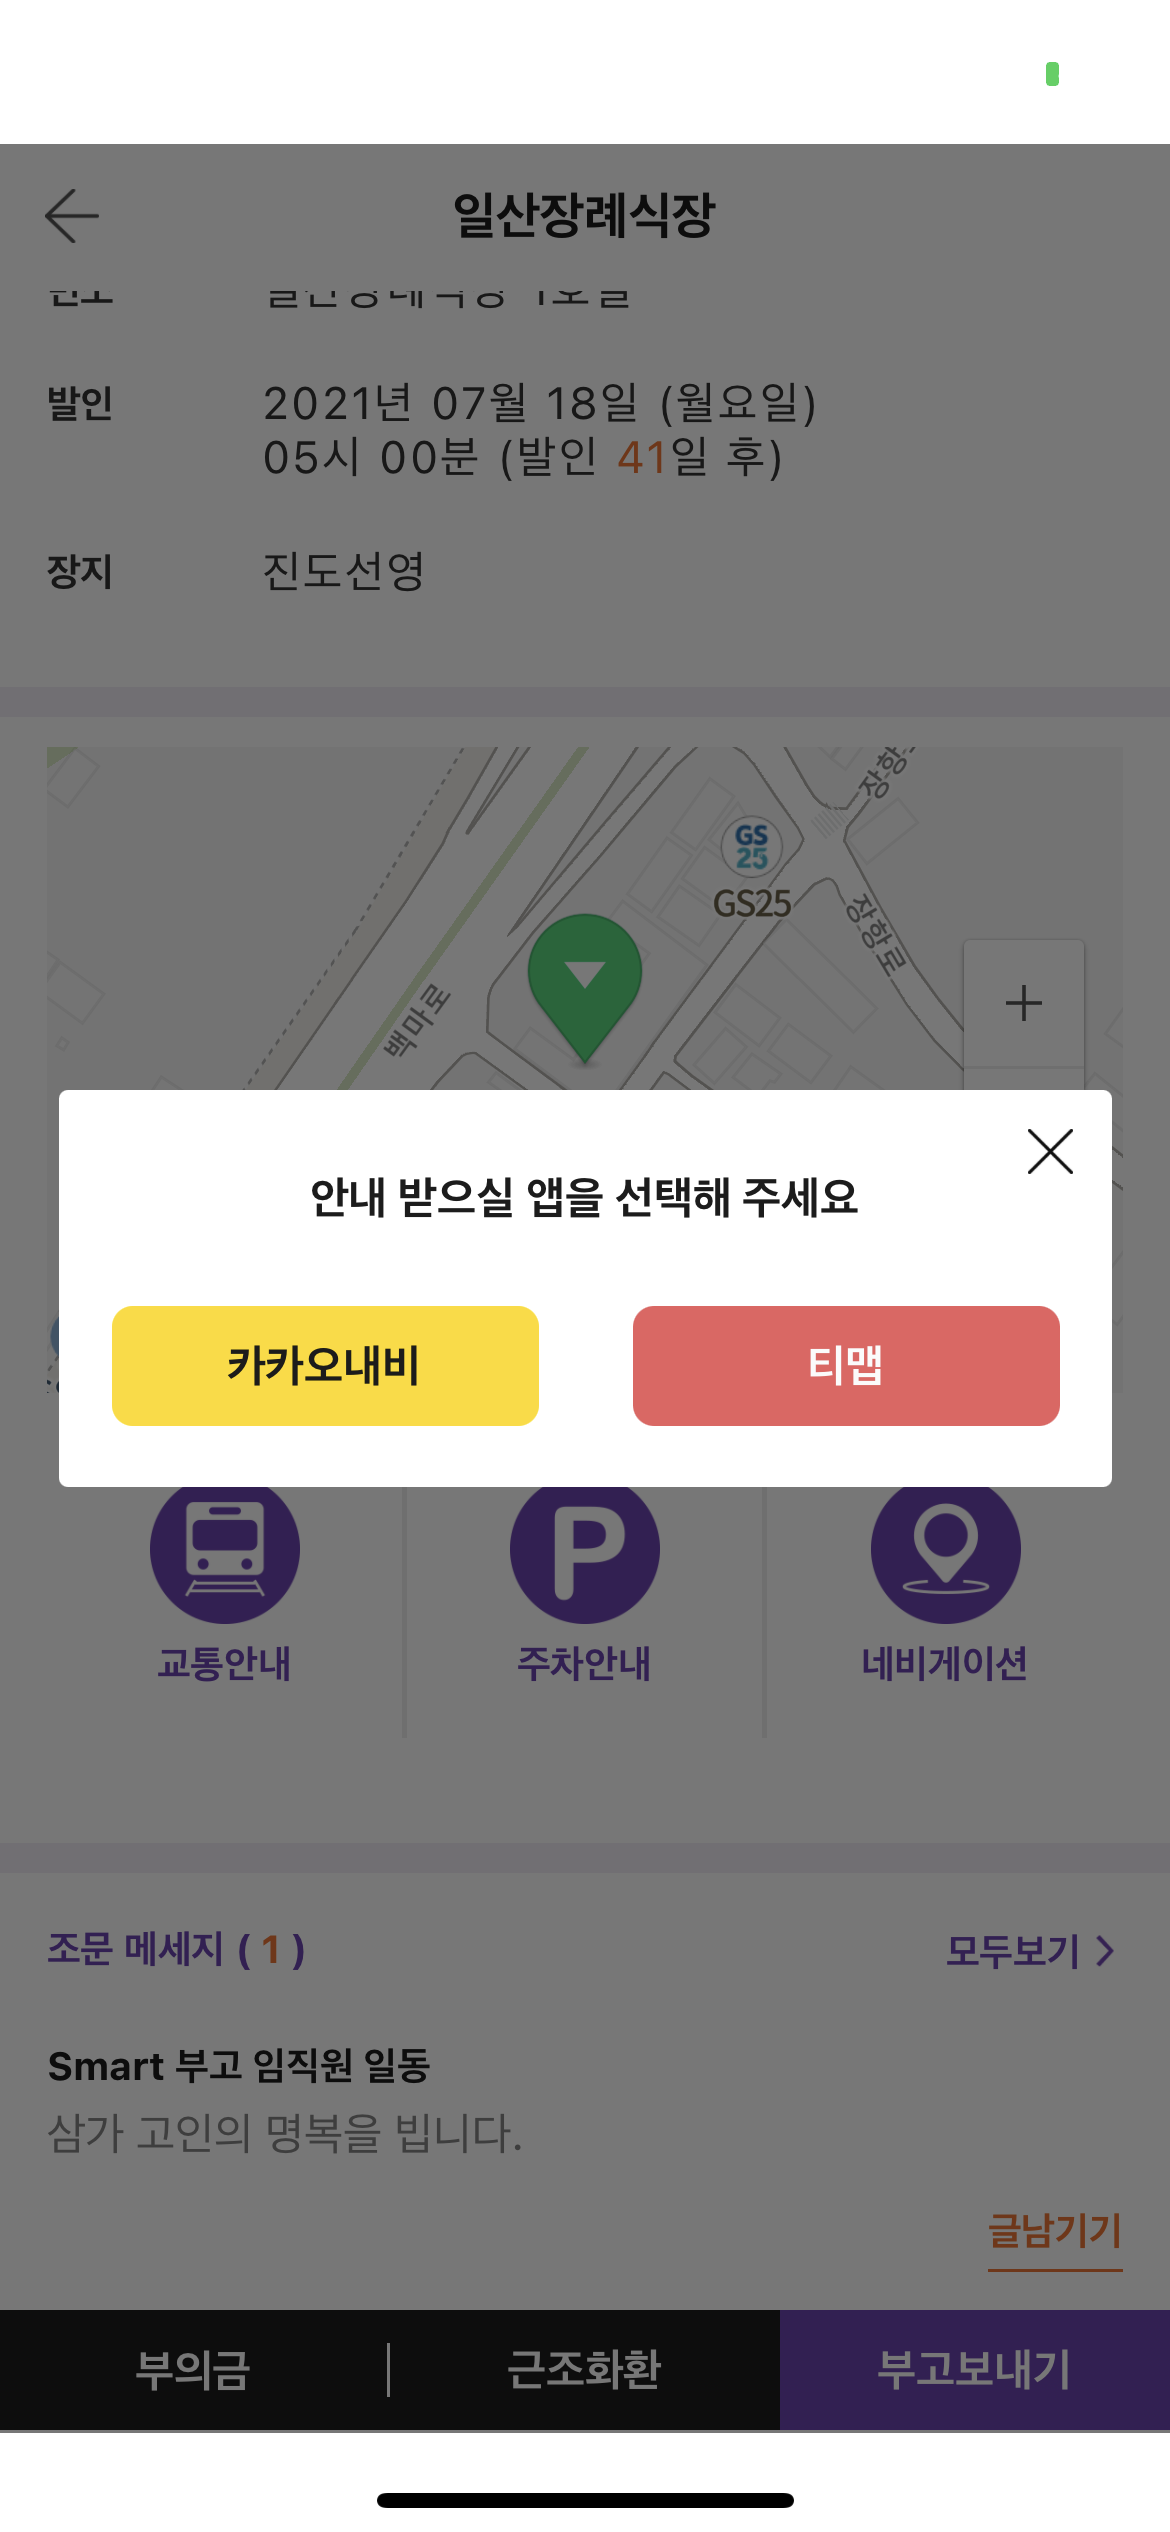 일산장례식장
발인
2021년 07월 18일 (월요일)
05시 00분 (발인 41일 후)
장지
진도선영
GS
25
GS25
장항로
백마로
+
안내 받으실 앱을 선택해 주세요
카카오내비
티맵
교통안내
P
주차안내
네비게이션
조문 메세지 ( 1 )
모두보기
Smart 부고 임직원 일동
삼가 고인의 명복을 빕니다.
글남기기
부의금
근조화환
부고보내기